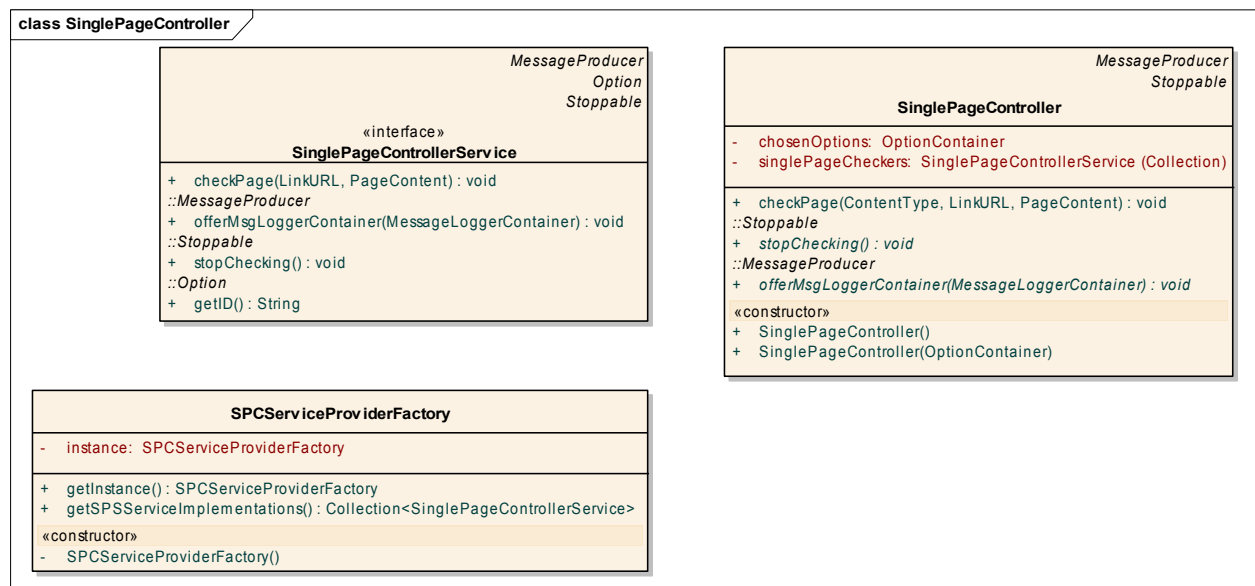 class SinglePageController
MessageProducer
Option
Stoppable
«interface»
SinglePageControllerService
+ checkPage(LinkURL, PageContent) : void
::MessageProducer
+ offerMsgLoggerContainer(MessageLoggerContainer) : void
::Stoppable
+ stopChecking() : void
::Option
+ getID() : String
MessageProducer
Stoppable
SinglePageController
- chosenOptions: OptionContainer
- singlePageCheckers: SinglePageControllerService (Collection)
+ checkPage(ContentType, LinkURL, PageContent) : void
::Stoppable
+ stopChecking() : void
::MessageProducer
+ offerMsgLoggerContainer(MessageLoggerContainer) : void
«constructor»
+ SinglePageController()
+ SinglePageController(OptionContainer)
SPCServiceProviderFactory
- instance: SPCServiceProviderFactory
+ getInstance() : SPCServiceProviderFactory
+ getSPSServiceImplementations() : Collection<SinglePageControllerService>
«constructor»
- SPCServiceProviderFactory()